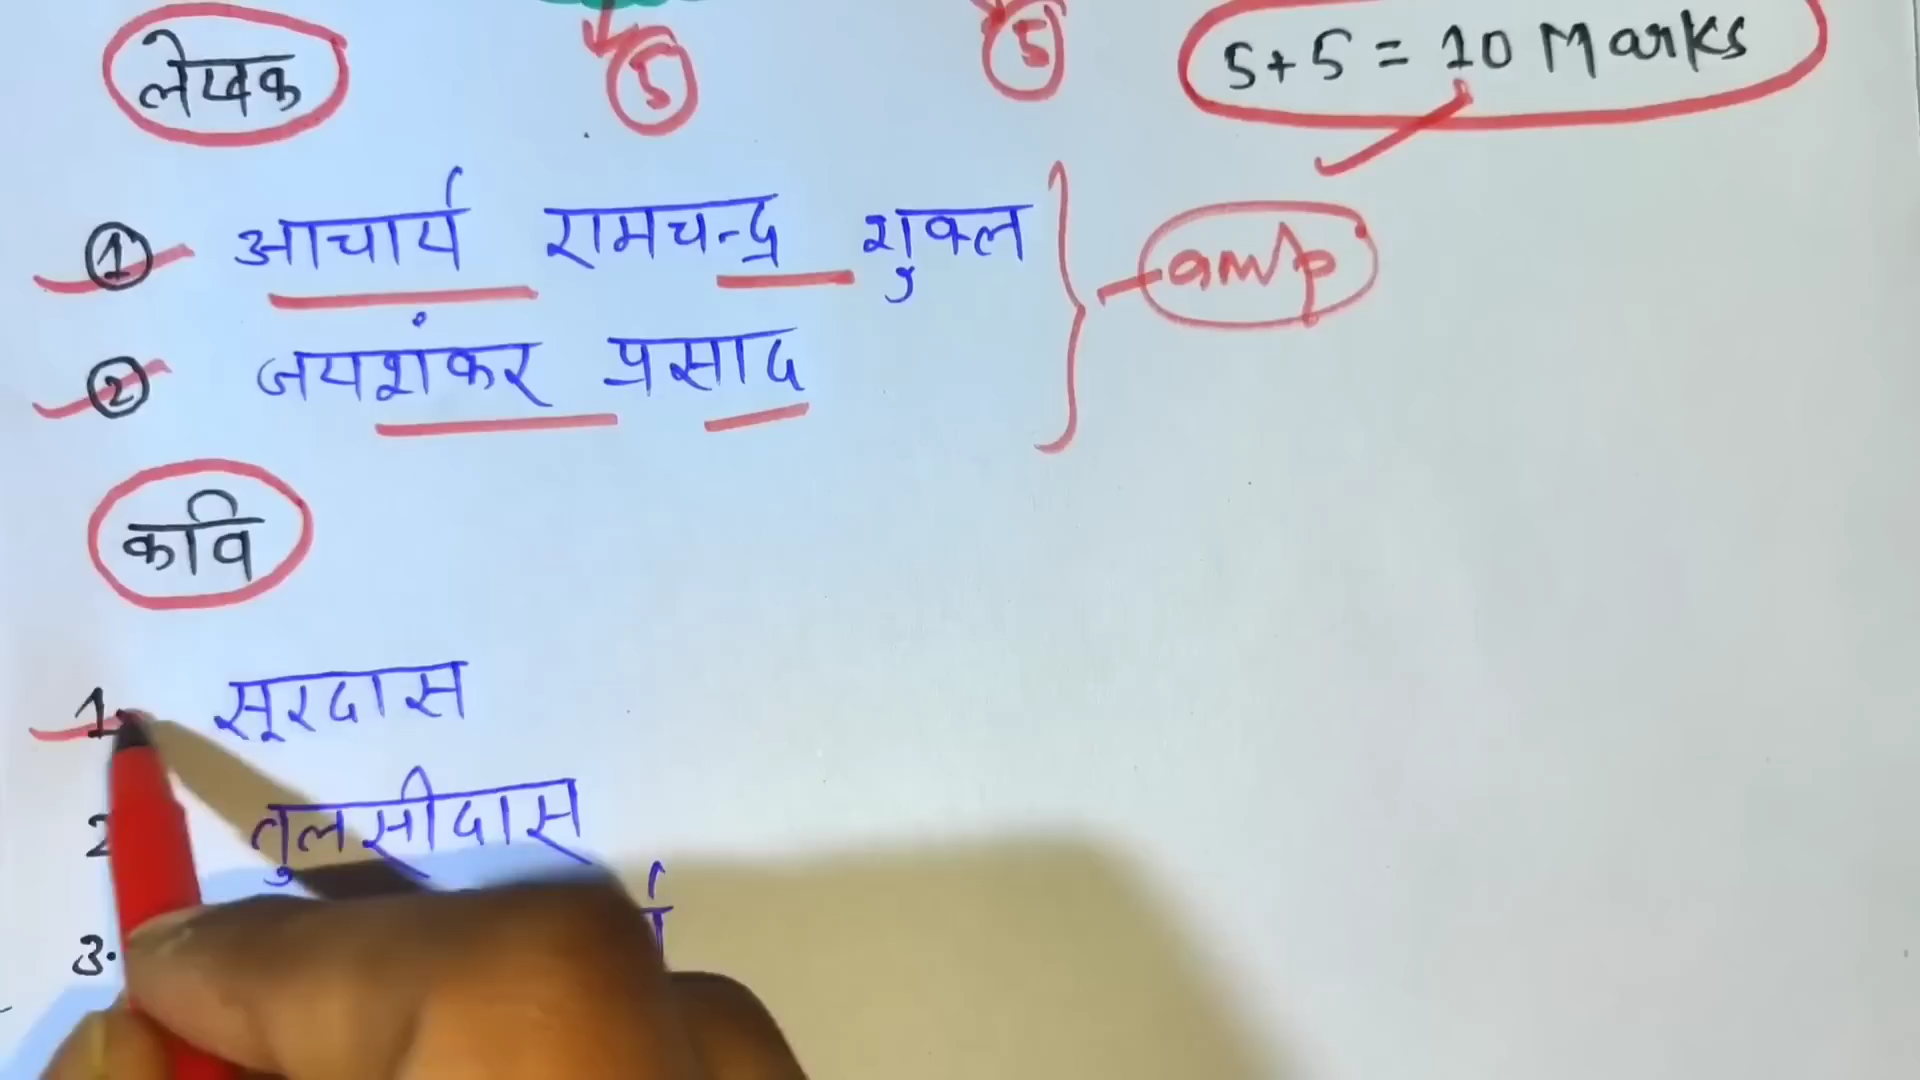 5 5 5+5 = 10 Marks
लेखक
① आचार्य रामचन्द्र शुक्ल
② जयशंकर प्रसाद
कवि
1. सूरदास
2 तुलसीदास
3.